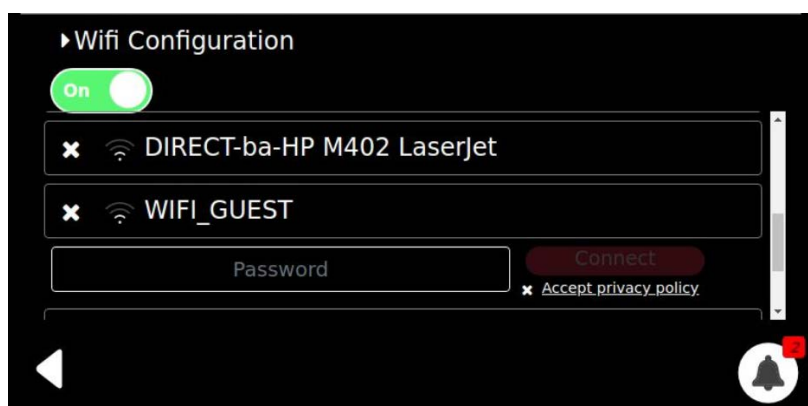 Wifi Configuration
On
DIRECT-ba-HP M402 LaserJet
WIFI_GUEST
Password
Connect
Accept privacy policy
2